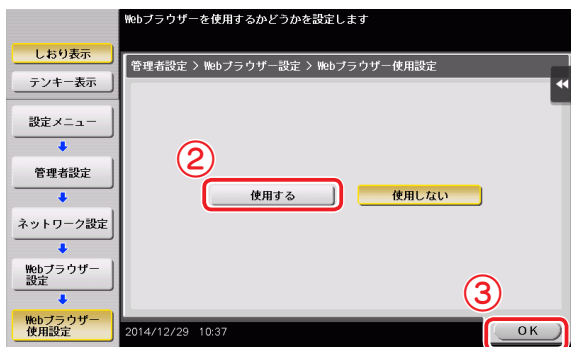 Webブラウザーを使用するかどうかを設定します
しおり表示
テンキー表示
設定メニュー
管理者設定
ネットワーク設定
Webブラウザー
設定
Webブラウザー
使用設定
管理者設定 > Webブラウザー設定 > Webブラウザー使用設定
②
使用する
使用しない
③
2014/12/29 10:37
OK